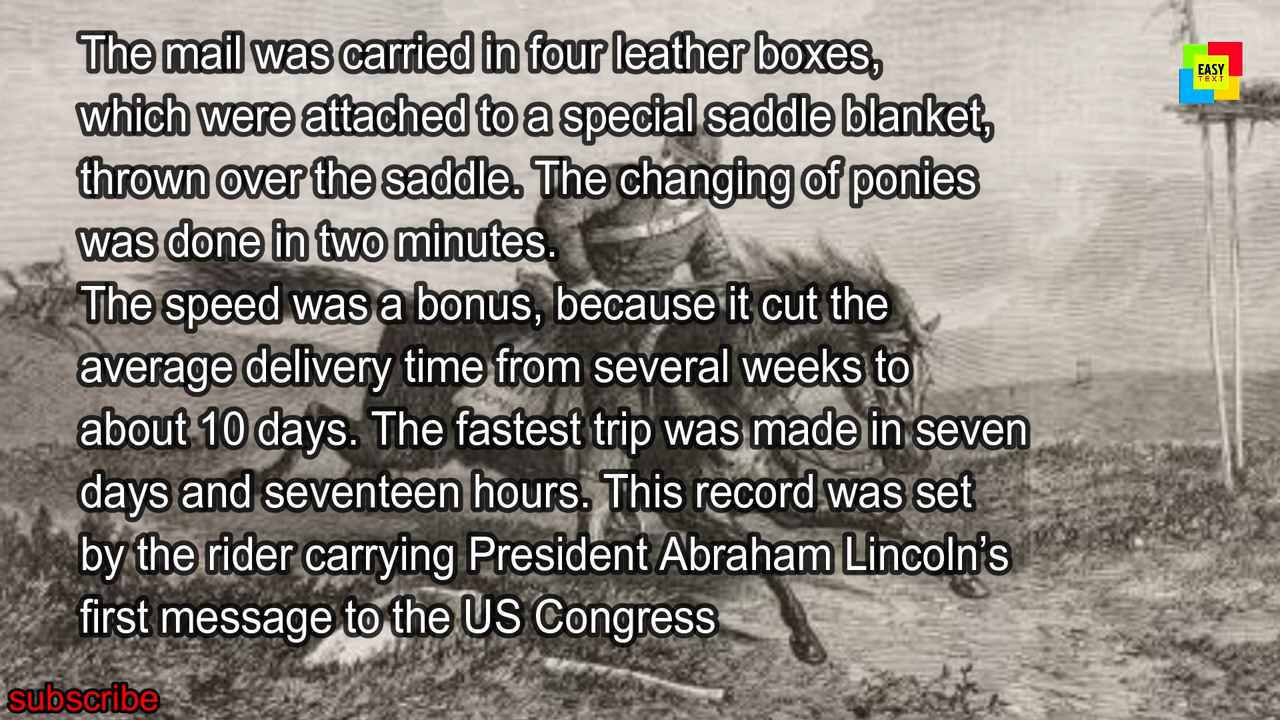 The mail was carried in four leather boxes,
which were attached to a special saddle blanket,
thrown over the saddle. The changing of ponies
was done in two minutes.
The speed was a bonus, because it cut the
average delivery time from several weeks to
about 10 days. The fastest trip was made in seven
days and seventeen hours. This record was set
by the rider carrying President Abraham Lincoln’s
first message to the US Congress
EASY
TEXT
subscribe